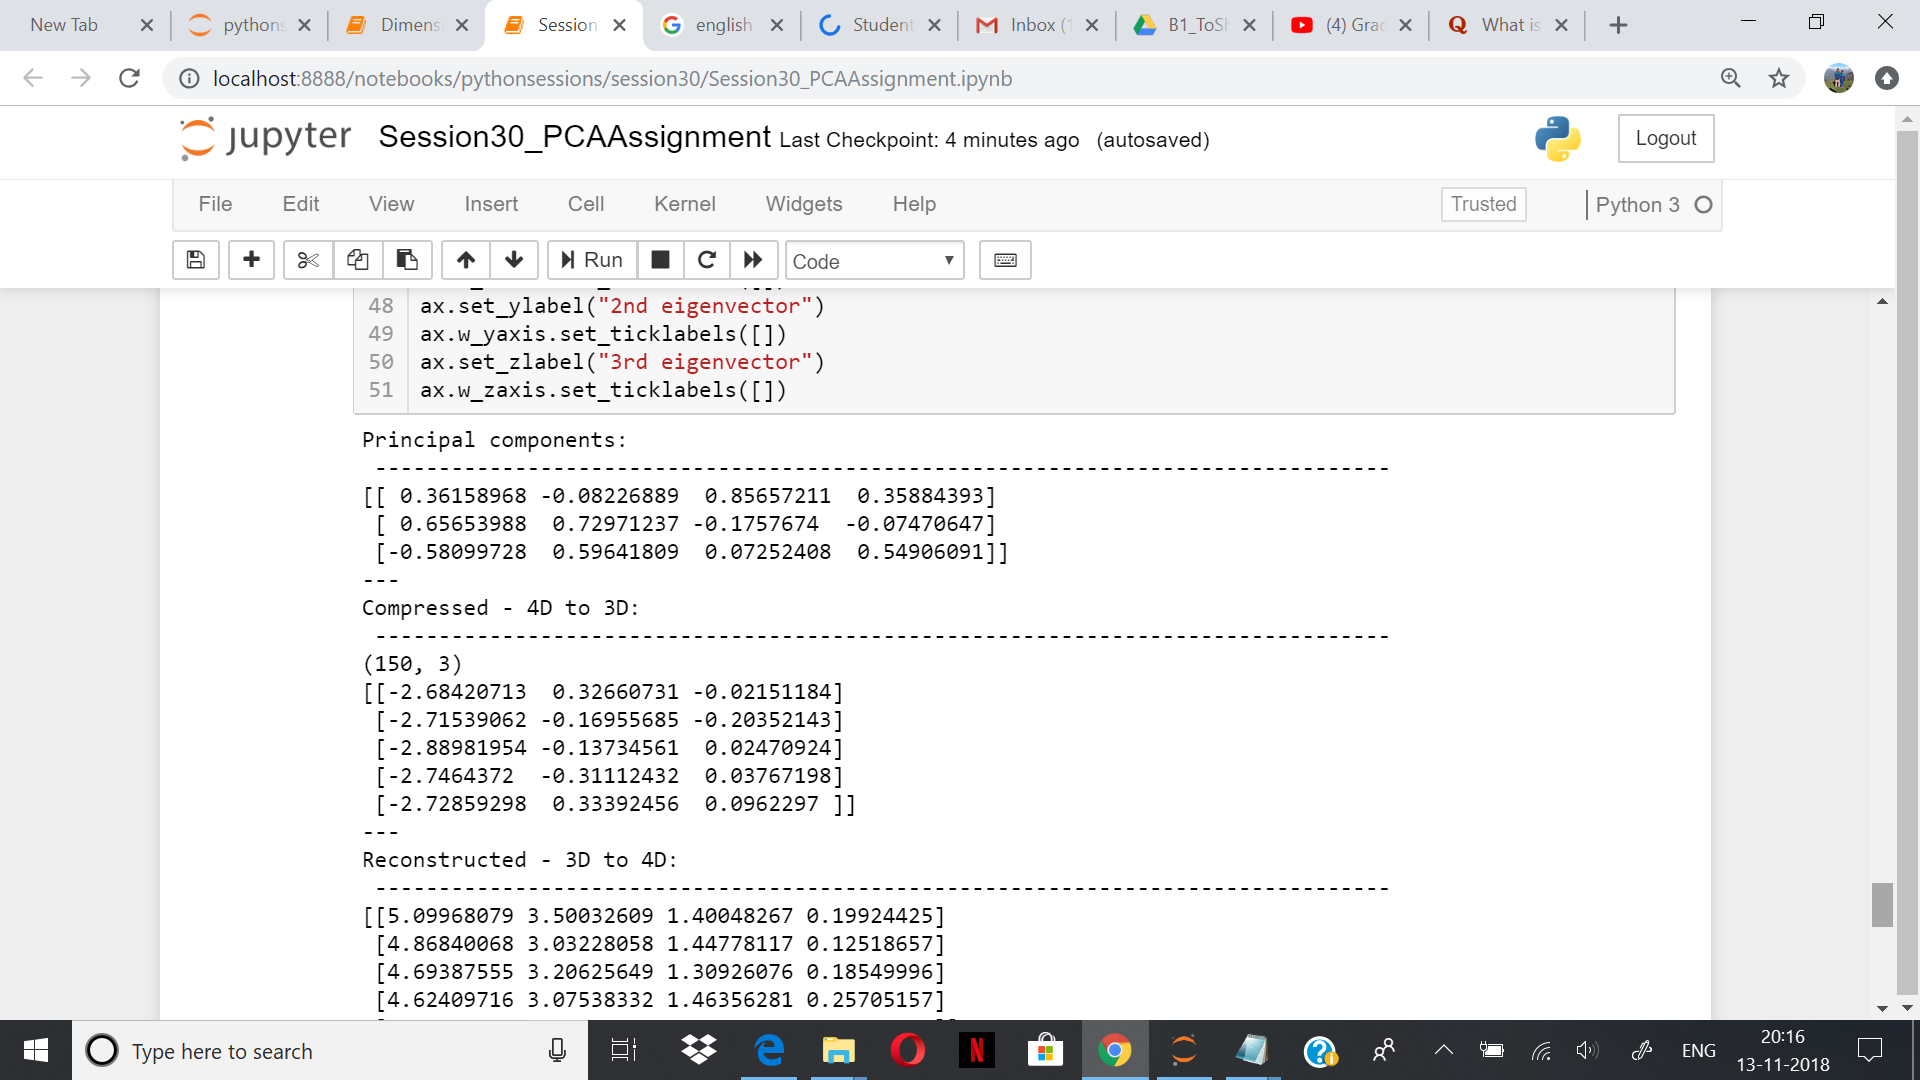 New Tab
python:
Dimens
Session
english
Student
Inbox (1
B1_ToSh
(4) Grac
What is
localhost:8888/notebooks/pythonsessions/session30/Session30_PCAAssignment.ipynb
jupyter Session30_PCAAssignment Last Checkpoint: 4 minutes ago (autosaved)
Logout
File Edit View Insert Cell Kernel Widgets Help
Trusted
Python 3
Run
Code
48 ax.set_ylabel("2nd eigenvector")
49 ax.w_yaxis.set_ticklabels([])
50 ax.set_zlabel("3rd eigenvector")
51 ax.w_zaxis.set_ticklabels([])
Principal components:
--------------------------------------------------------------------------------
[[ 0.36158968 -0.08226889  0.85657211  0.35884393]
 [ 0.65653988  0.72971237 -0.1757674  -0.07470647]
 [-0.58099728  0.59641809  0.07252408  0.54906091]]
---
Compressed - 4D to 3D:
--------------------------------------------------------------------------------
(150, 3)
[[-2.68420713  0.32660731 -0.02151184]
 [-2.71539062 -0.16955685 -0.20352143]
 [-2.88981954 -0.13734561  0.02470924]
 [-2.7464372  -0.31112432  0.03767198]
 [-2.72859298  0.33392456  0.0962297 ]]
---
Reconstructed - 3D to 4D:
--------------------------------------------------------------------------------
[[5.09968079 3.50032609 1.40048267 0.19924425]
 [4.86840068 3.03228058 1.44778117 0.12518657]
 [4.69387555 3.20625649 1.30926076 0.18549996]
 [4.62409716 3.07538332 1.46356281 0.25705157]
Type here to search
N
ENG
20:16
13-11-2018